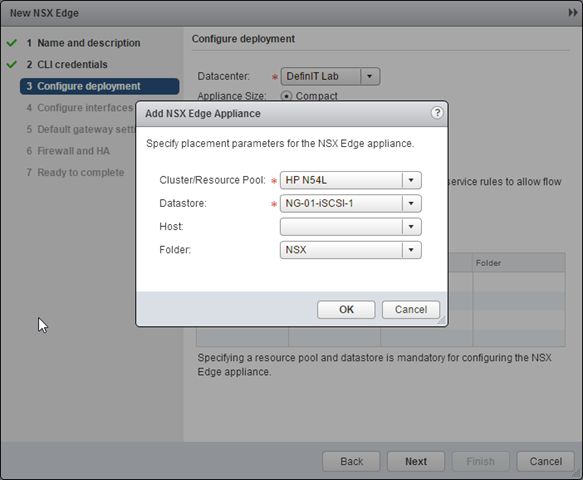 New NSX Edge
1 Name and description
2 CLI credentials
3 Configure deployment
4 Configure interfaces
5 Default gateway setti
6 Firewall and HA
7 Ready to complete
Configure deployment
Datacenter: * DefinIT Lab
Appliance Size: Compact
Add NSX Edge Appliance ?
Specify placement parameters for the NSX Edge appliance.
Cluster/Resource Pool: * HP N54L
Datastore: * NG-01-iSCSI-1
Host:
Folder: NSX
OK Cancel
service rules to allow flow
Folder
Specifying a resource pool and datastore is mandatory for configuring the NSX
Edge appliance.
Back Next Finish Cancel